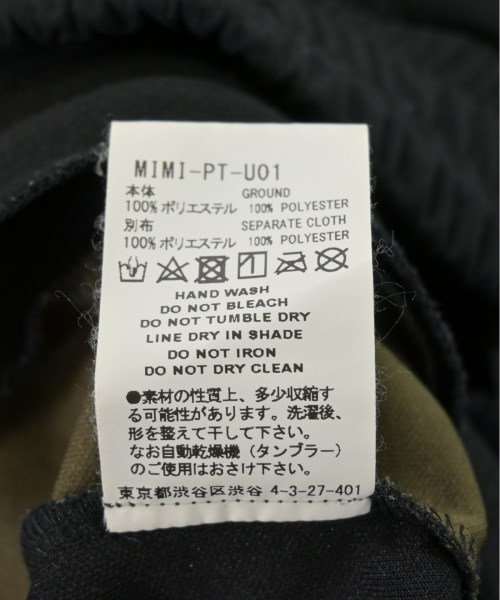 MIMI-PT-U01
本体 GROUND
100% ポリエステル 100% POLYESTER
別布 SEPARATE CLOTH
100% ポリエステル 100% POLYESTER
HAND WASH
DO NOT BLEACH
DO NOT TUMBLE DRY
LINE DRY IN SHADE
DO NOT IRON
DO NOT DRY CLEAN
●素材の性質上、多少収縮す
る可能性があります。洗濯後、
形を整えて干して下さい。
なお自動乾燥機（タンブラー）
のご使用はおさけ下さい。
東京都渋谷区渋谷 4-3-27-401